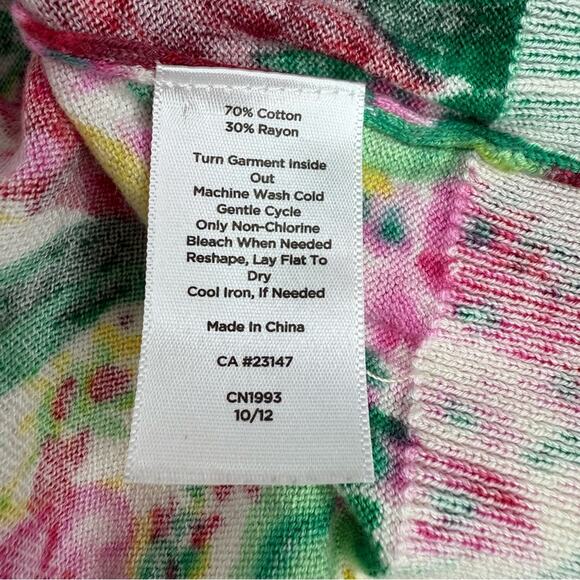 70% Cotton
30% Rayon
Turn Garment Inside
Out
Machine Wash Cold
Gentle Cycle
Only Non-Chlorine
Bleach When Needed
Reshape, Lay Flat To
Dry
Cool Iron, If Needed
Made In China
CA #23147
CN1993
10/12